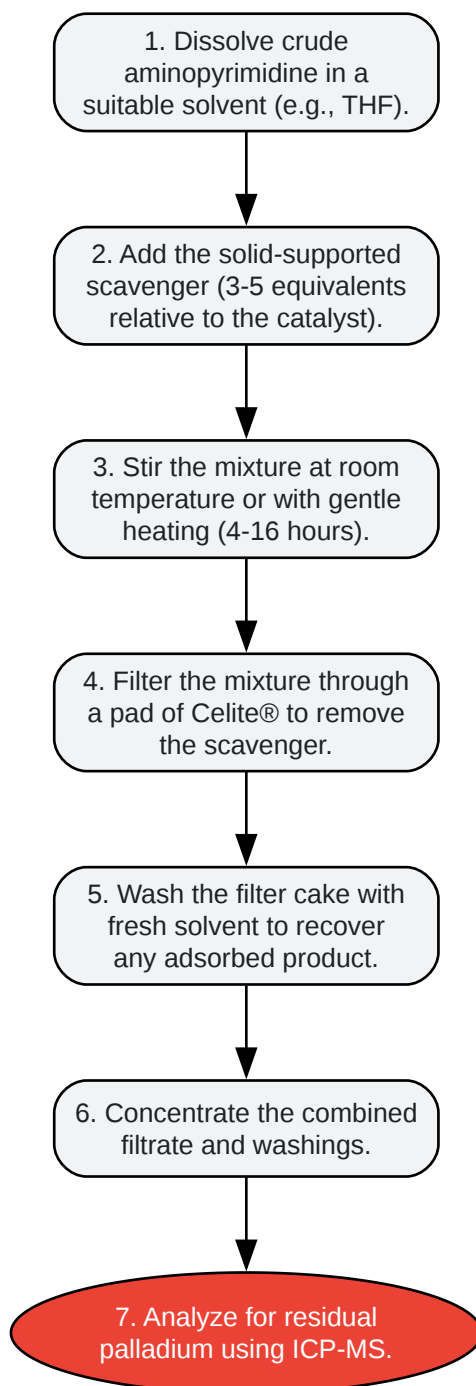 1. Dissolve crude
aminopyrimidine in a
suitable solvent (e.g., THF).
2. Add the solid-supported
scavenger (3-5 equivalents
relative to the catalyst).
3. Stir the mixture at room
temperature or with gentle
heating (4-16 hours).
4. Filter the mixture through
a pad of Celite® to remove
the scavenger.
5. Wash the filter cake with
fresh solvent to recover
any adsorbed product.
6. Concentrate the combined
filtrate and washings.
7. Analyze for residual
palladium using ICP-MS.